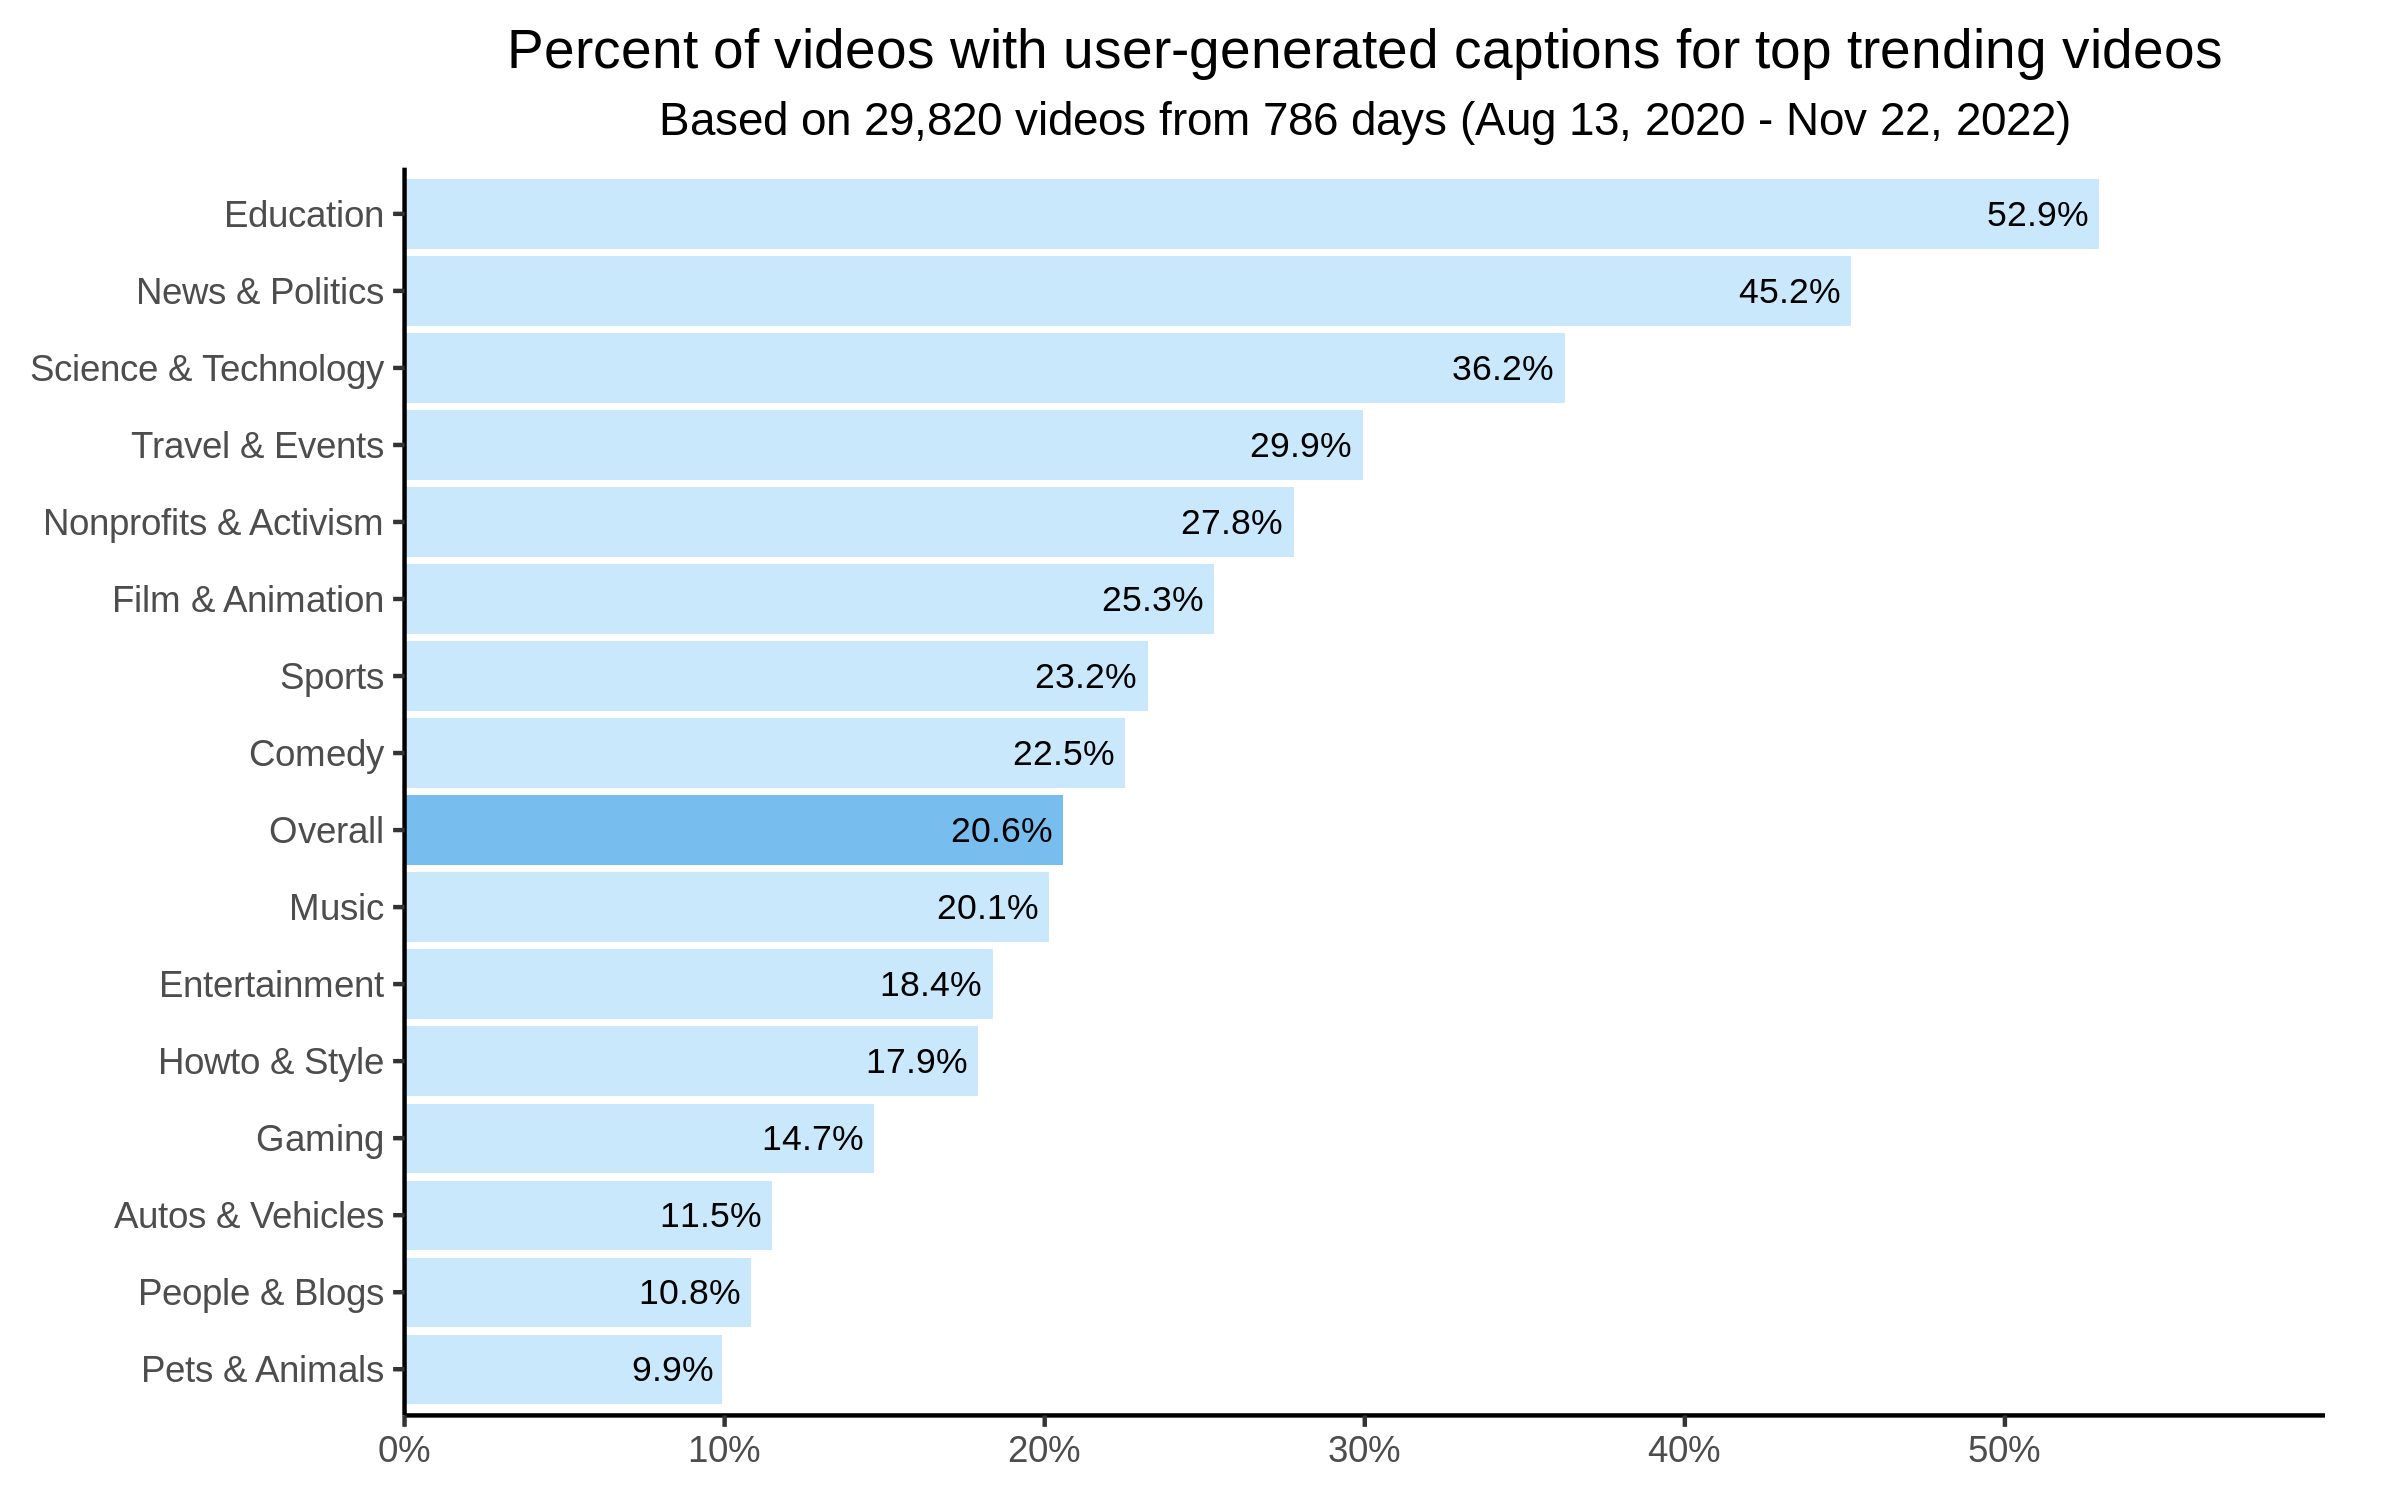 Percent of videos with user-generated captions for top trending videos
Based on 29,820 videos from 786 days (Aug 13, 2020 - Nov 22, 2022)
Education 52.9%
News & Politics 45.2%
Science & Technology 36.2%
Travel & Events 29.9%
Nonprofits & Activism 27.8%
Film & Animation 25.3%
Sports 23.2%
Comedy 22.5%
Overall 20.6%
Music 20.1%
Entertainment 18.4%
Howto & Style 17.9%
Gaming 14.7%
Autos & Vehicles 11.5%
People & Blogs 10.8%
Pets & Animals 9.9%
0% 10% 20% 30% 40% 50%